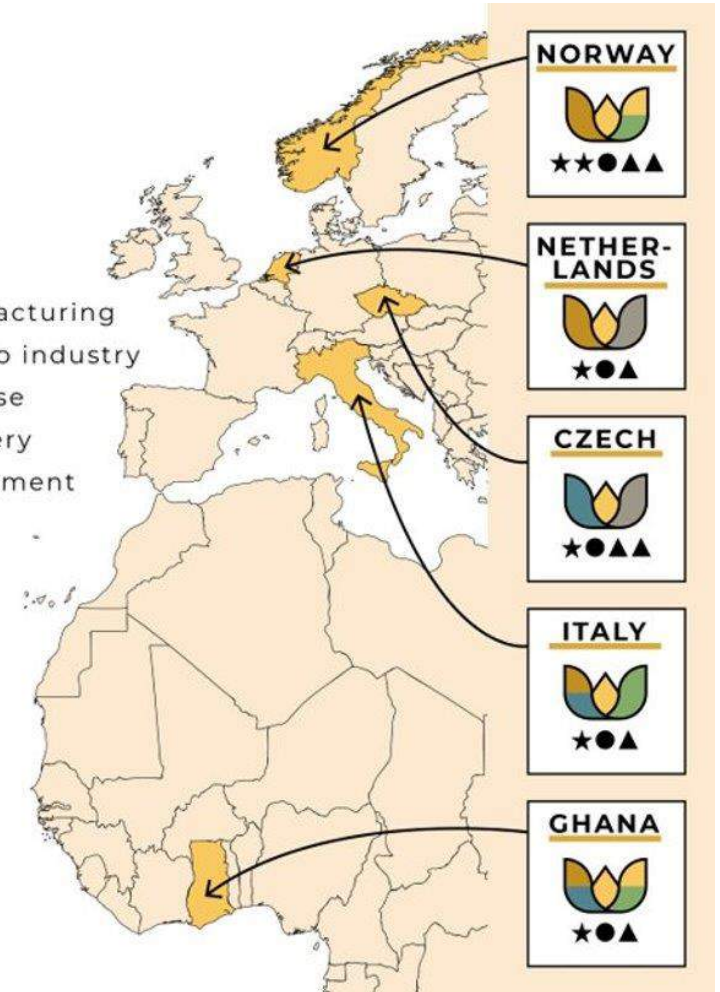 NORWAY
NETHER-
LANDS
acturing
o industry
se
ery
ment
CZECH
ITALY
GHANA